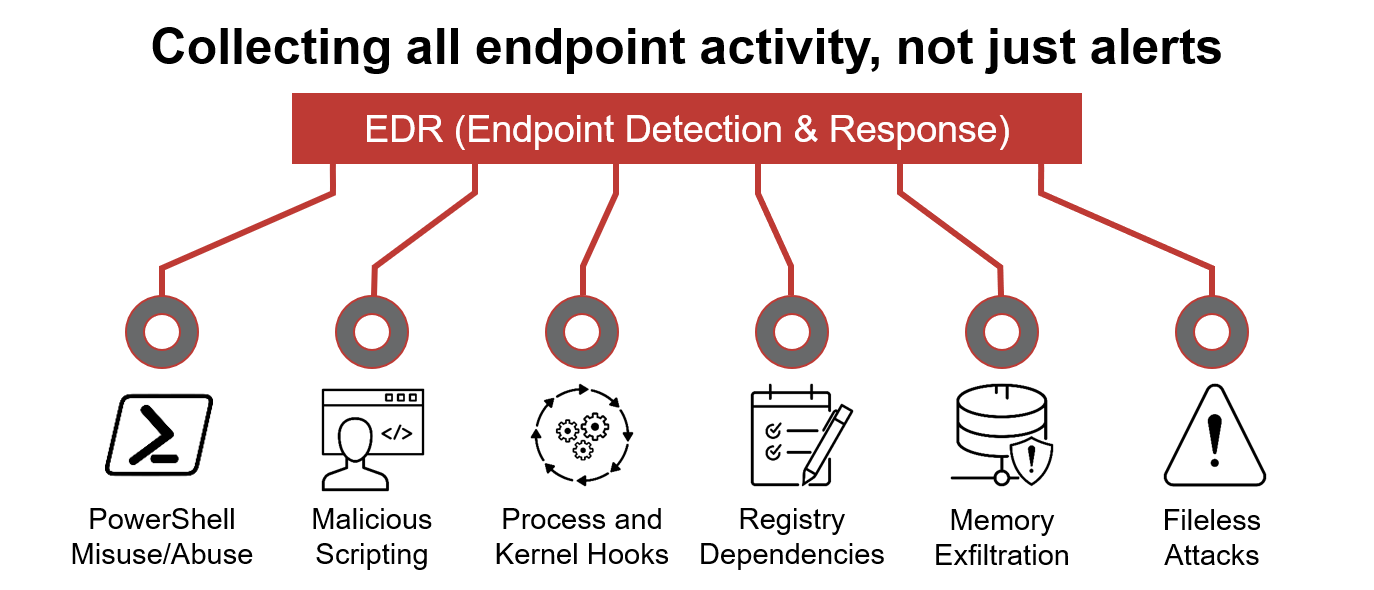 Collecting all endpoint activity, not just alerts
EDR (Endpoint Detection & Response)
</>
PowerShell
Misuse/Abuse
Malicious
Scripting
Process and
Kernel Hooks
Registry
Dependencies
Memory
Exfiltration
Fileless
Attacks